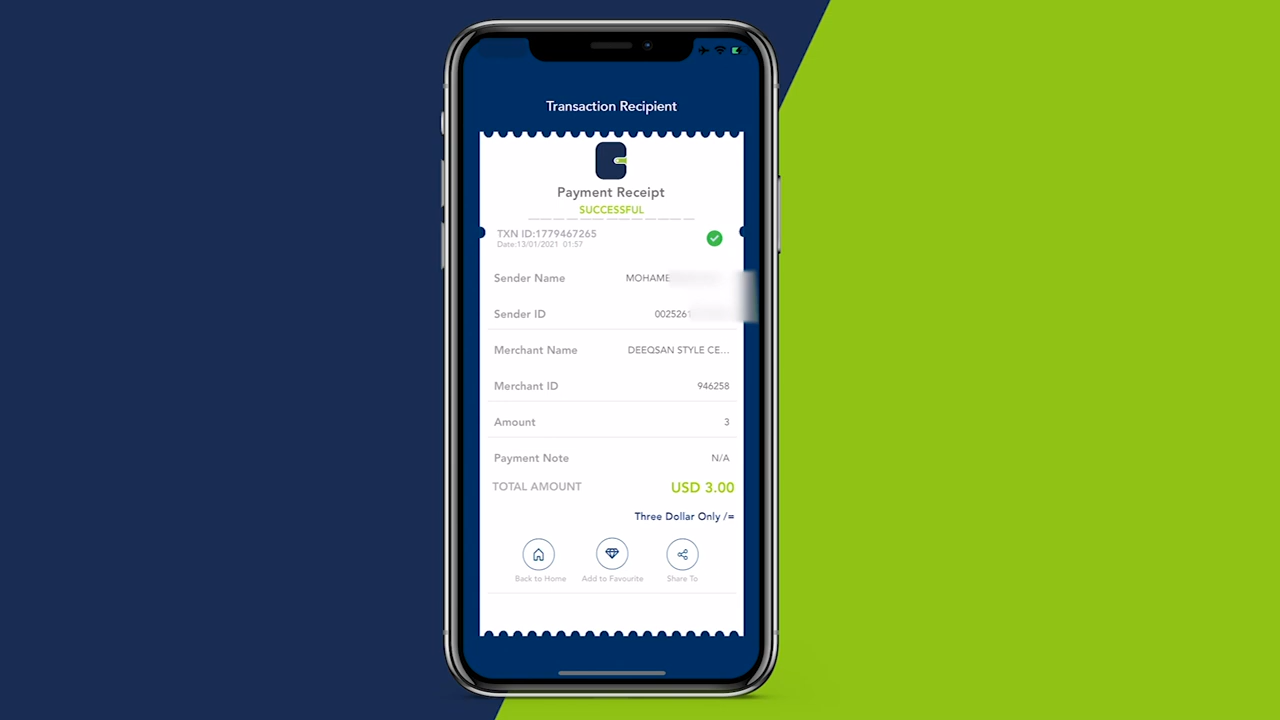 Transaction Recipient
Payment Receipt
SUCCESSFUL
TXN ID:1779467265
Date:13/01/2021 01:57
Sender Name MOHAME
Sender ID 0025261
Merchant Name DEEQSAN STYLE CE...
Merchant ID 946258
Amount 3
Payment Note N/A
TOTAL AMOUNT USD 3.00
Three Dollar Only /=
Back to Home Add to Favourite Share To